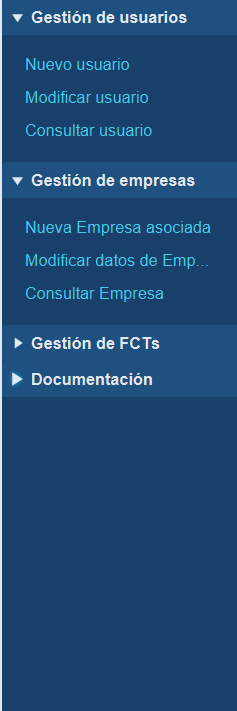 Gestión de usuarios
Nuevo usuario
Modificar usuario
Consultar usuario
Gestión de empresas
Nueva Empresa asociada
Modificar datos de Emp...
Consultar Empresa
Gestión de FCTs
Documentación